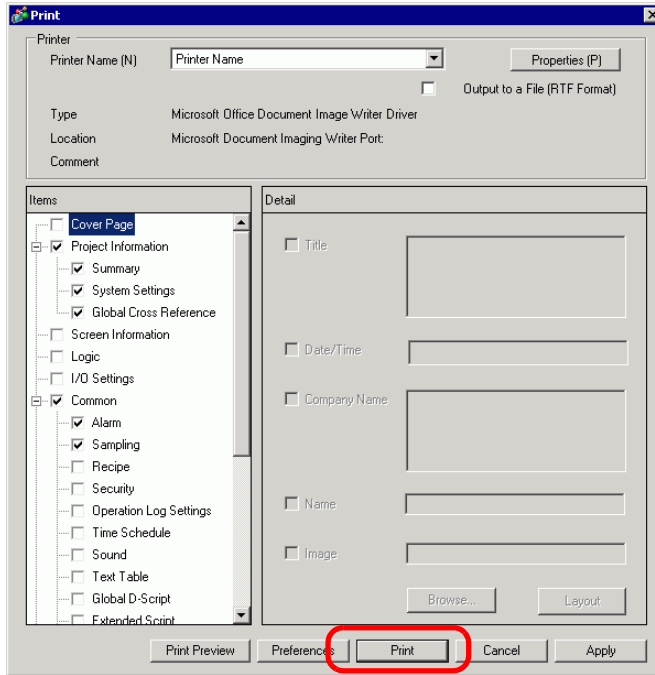 Print
Printer
Printer Name (N) Printer Name Properties (P)
Output to a File (RTF Format)
Type Microsoft Office Document Image Writer Driver
Location Microsoft Document Imaging Writer Port:
Comment
Items
Cover Page
Project Information
Summary
System Settings
Global Cross Reference
Screen Information
Logic
I/O Settings
Common
Alarm
Sampling
Recipe
Security
Operation Log Settings
Time Schedule
Sound
Text Table
Global D-Script
Extended Script
Detail
Title
Date/Time
Company Name
Name
Image
Browse... Layout
Print Preview Preferences Print Cancel Apply